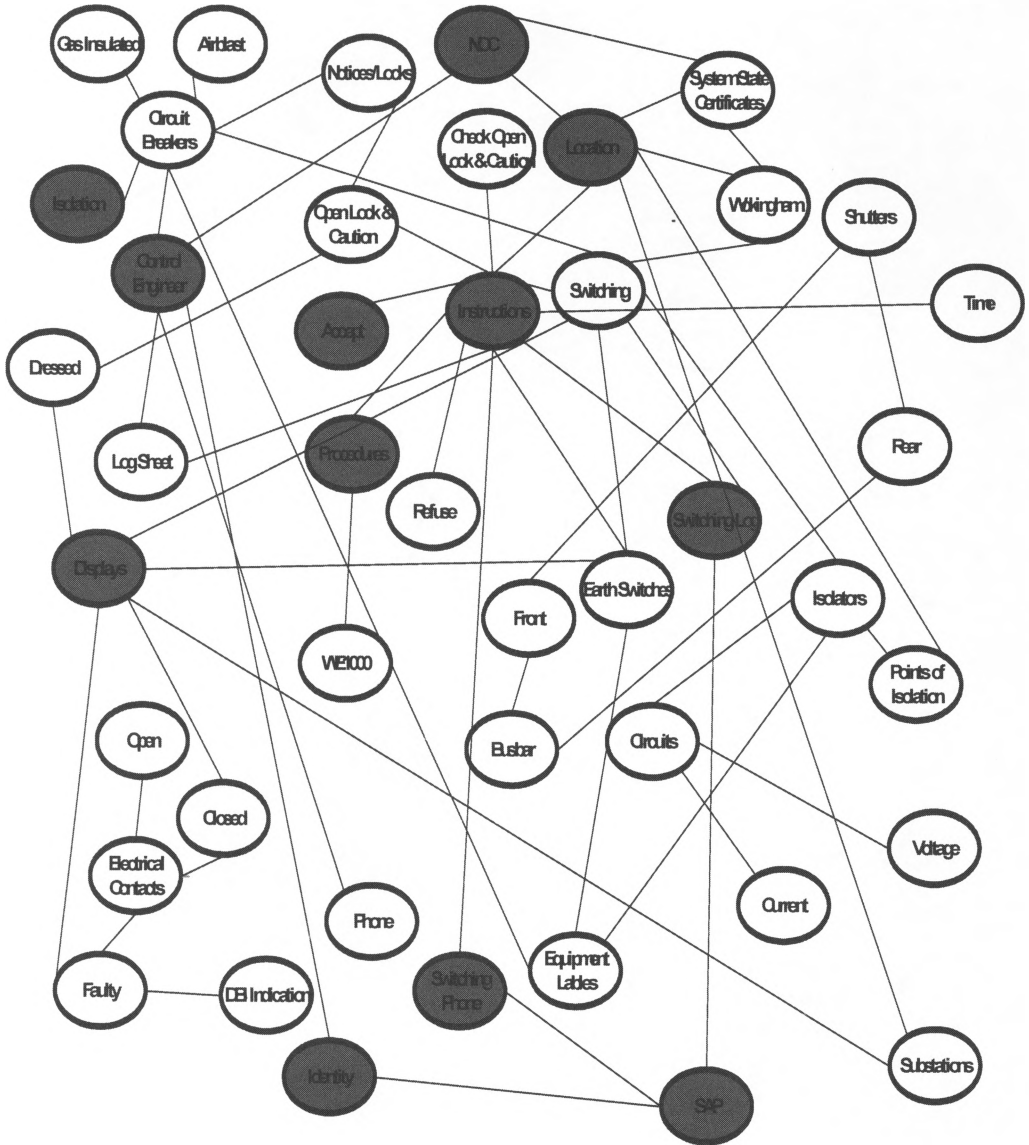 Gas Insulated
Airblast
NDC
Notices/Locks
System State
Certificates
Circuit
Breakers
Check Open
Lock & Caution
Location
Isolation
Open Lock &
Caution
Wokingham
Shutters
Control
Engineer
Switching
Instructions
Time
Accept
Dressed
Log Sheet
Procedures
Rear
Refuse
Switching Log
Displays
Earth Switches
Isolators
Front
WE1000
Points of
Isolation
Open
Busbar
Circuits
Closed
Voltage
Electrical
Contacts
Current
Phone
Equipment
Lables
Switching
Phone
Faulty
DBI Indication
Substations
Identity
SAP